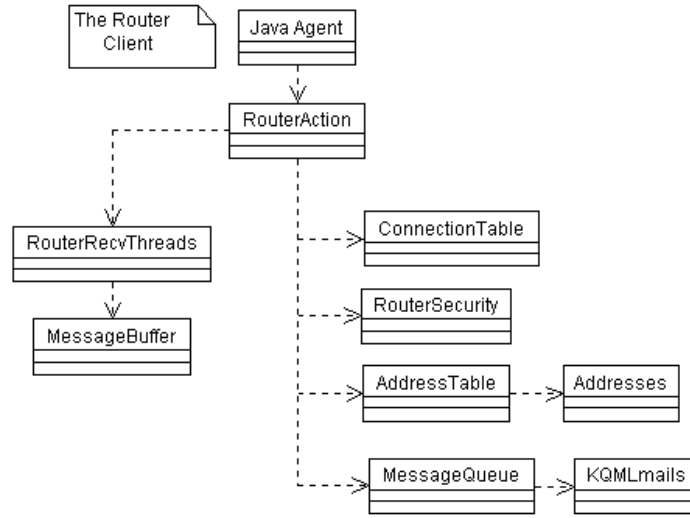 The Router
Client
Java Agent
RouterAction
ConnectionTable
RouterRecvThreads
RouterSecurity
MessageBuffer
AddressTable
Addresses
MessageQueue
KQMLmails